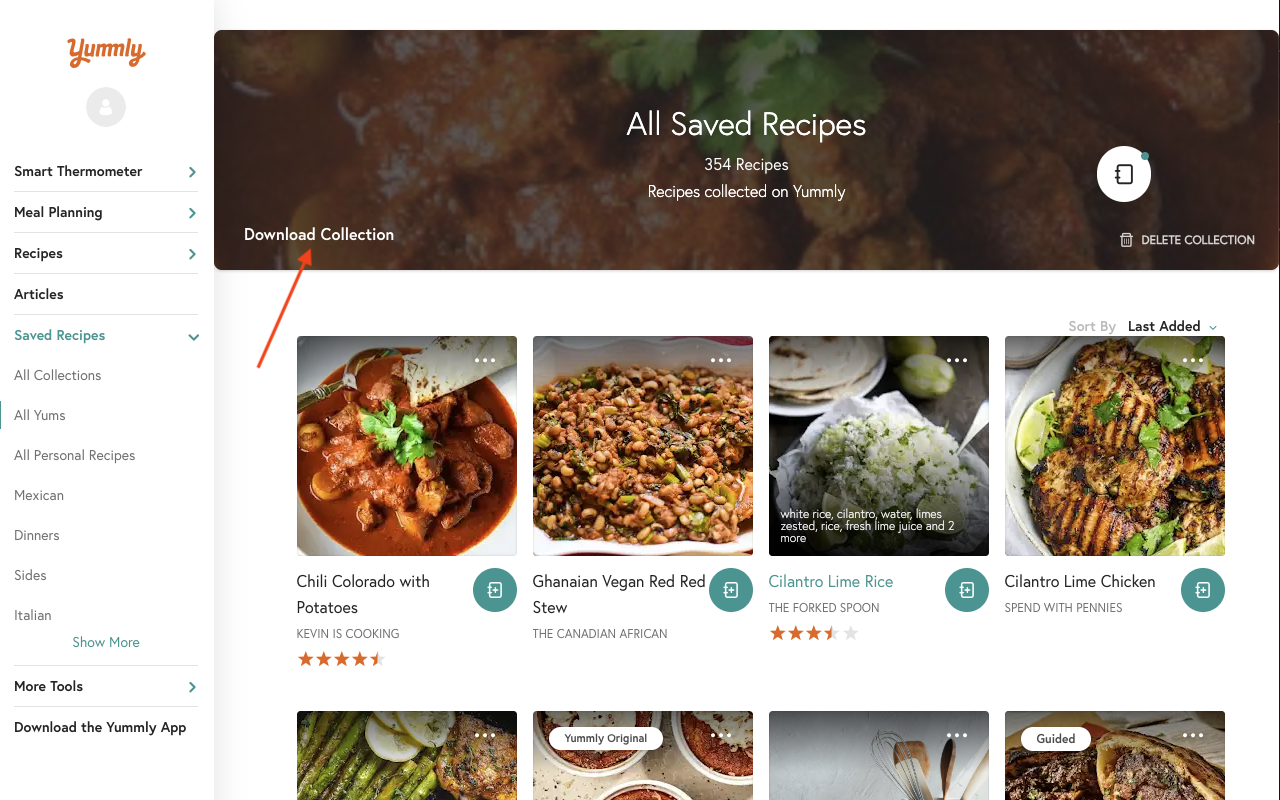 Yummly
Smart Thermometer
Meal Planning
Recipes
Articles
Saved Recipes
All Collections
All Yums
All Personal Recipes
Mexican
Dinners
Sides
Italian
Show More
More Tools
Download the Yummly App
All Saved Recipes
354 Recipes
Recipes collected on Yummly
Download Collection
DELETE COLLECTION
Sort By Last Added
Chili Colorado with
Potatoes
KEVIN IS COOKING
Ghanaian Vegan Red Red
Stew
THE CANADIAN AFRICAN
white rice, cilantro, water, limes
zested, rice, fresh lime juice and 2
more
Cilantro Lime Rice
THE FORKED SPOON
Cilantro Lime Chicken
SPEND WITH PENNIES
Yummly Original
Guided